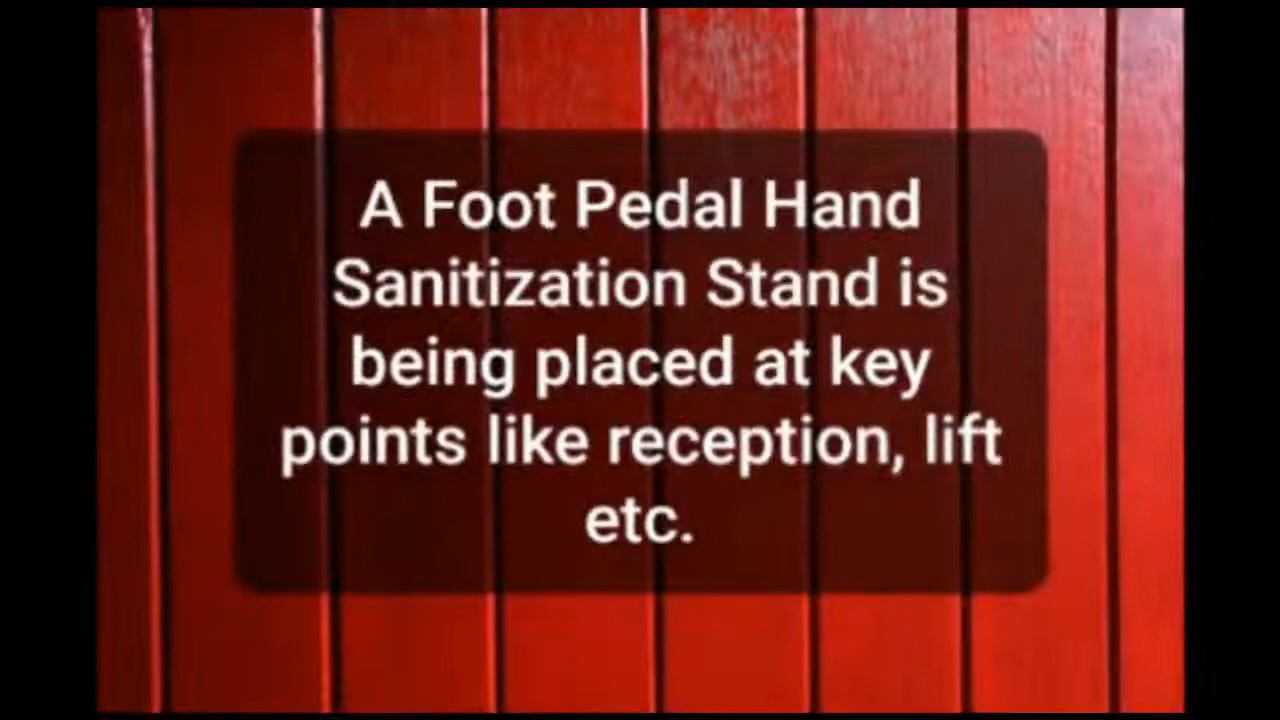 A Foot Pedal Hand
Sanitization Stand is
being placed at key
points like reception, lift
etc.